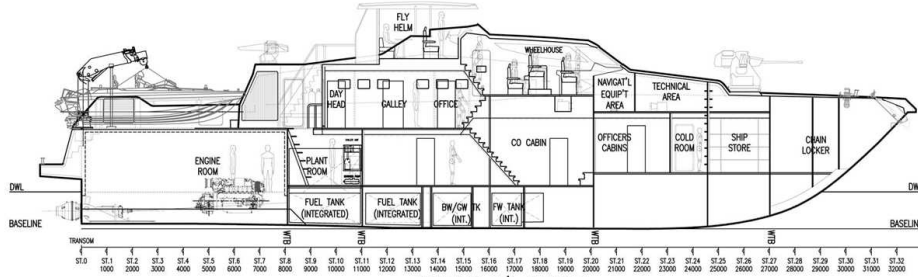 FLY
HELM
WHEELHOUSE
NAVIGAT'L
EQUIP'T
AREA
TECHNICAL
AREA
DAY
HEAD
GALLEY
OFFICE
ENGINE
ROOM
PLANT
ROOM
CO CABIN
OFFICERS
CABINS
COLD
ROOM
SHIP
STORE
CHAIN
LOCKER
DWL
DWL
FUEL TANK
(INTEGRATED)
FUEL TANK
(INTEGRATED)
BW/GW TK
(INT.)
FW TANK
(INT.)
BASELINE
BASELINE
TRANSOM
WTB
WTB
WTB
WTB
ST.0 ST.1 ST.2 ST.3 ST.4 ST.5 ST.6 ST.7 ST.8 ST.9 ST.10 ST.11 ST.12 ST.13 ST.14 ST.15 ST.16 ST.17 ST.18 ST.19 ST.20 ST.21 ST.22 ST.23 ST.24 ST.25 ST.26 ST.27 ST.28 ST.29 ST.30 ST.31 ST.32
1000 2000 3000 4000 5000 6000 7000 8000 9000 10000 11000 12000 13000 14000 15000 16000 17000 18000 19000 20000 21000 22000 23000 24000 25000 26000 27000 28000 29000 30000 31000 32000